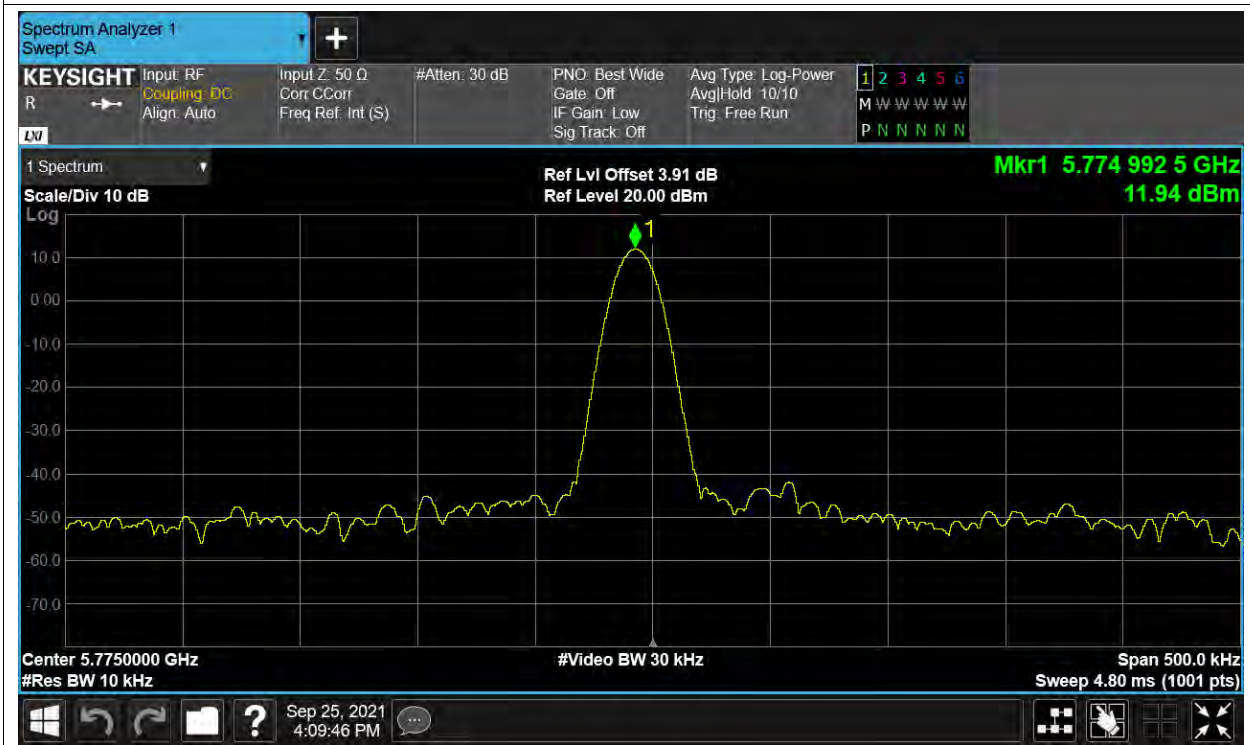 Spectrum Analyzer 1
Swept SA
+
KEYSIGHT
R
LXI
Input: RF
Coupling: DC
Align: Auto
Input Z: 50 Ω
Corr CCorr
Freq Ref: Int (S)
#Atten: 30 dB
PNO: Best Wide
Gate: Off
IF Gain: Low
Sig Track: Off
Avg Type: Log-Power
Avg|Hold: 10/10
Trig: Free Run
1 2 3 4 5 6
M W W W W W
P N N N N N
1 Spectrum
Scale/Div 10 dB
Log
Ref Lvl Offset 3.91 dB
Ref Level 20.00 dBm
Mkr1 5.774 992 5 GHz
11.94 dBm
1
10.0
0.00
-10.0
-20.0
-30.0
-40.0
-50.0
-60.0
-70.0
Center 5.7750000 GHz
#Res BW 10 kHz
#Video BW 30 kHz
Span 500.0 kHz
Sweep 4.80 ms (1001 pts)
?
Sep 25, 2021
4:09:46 PM